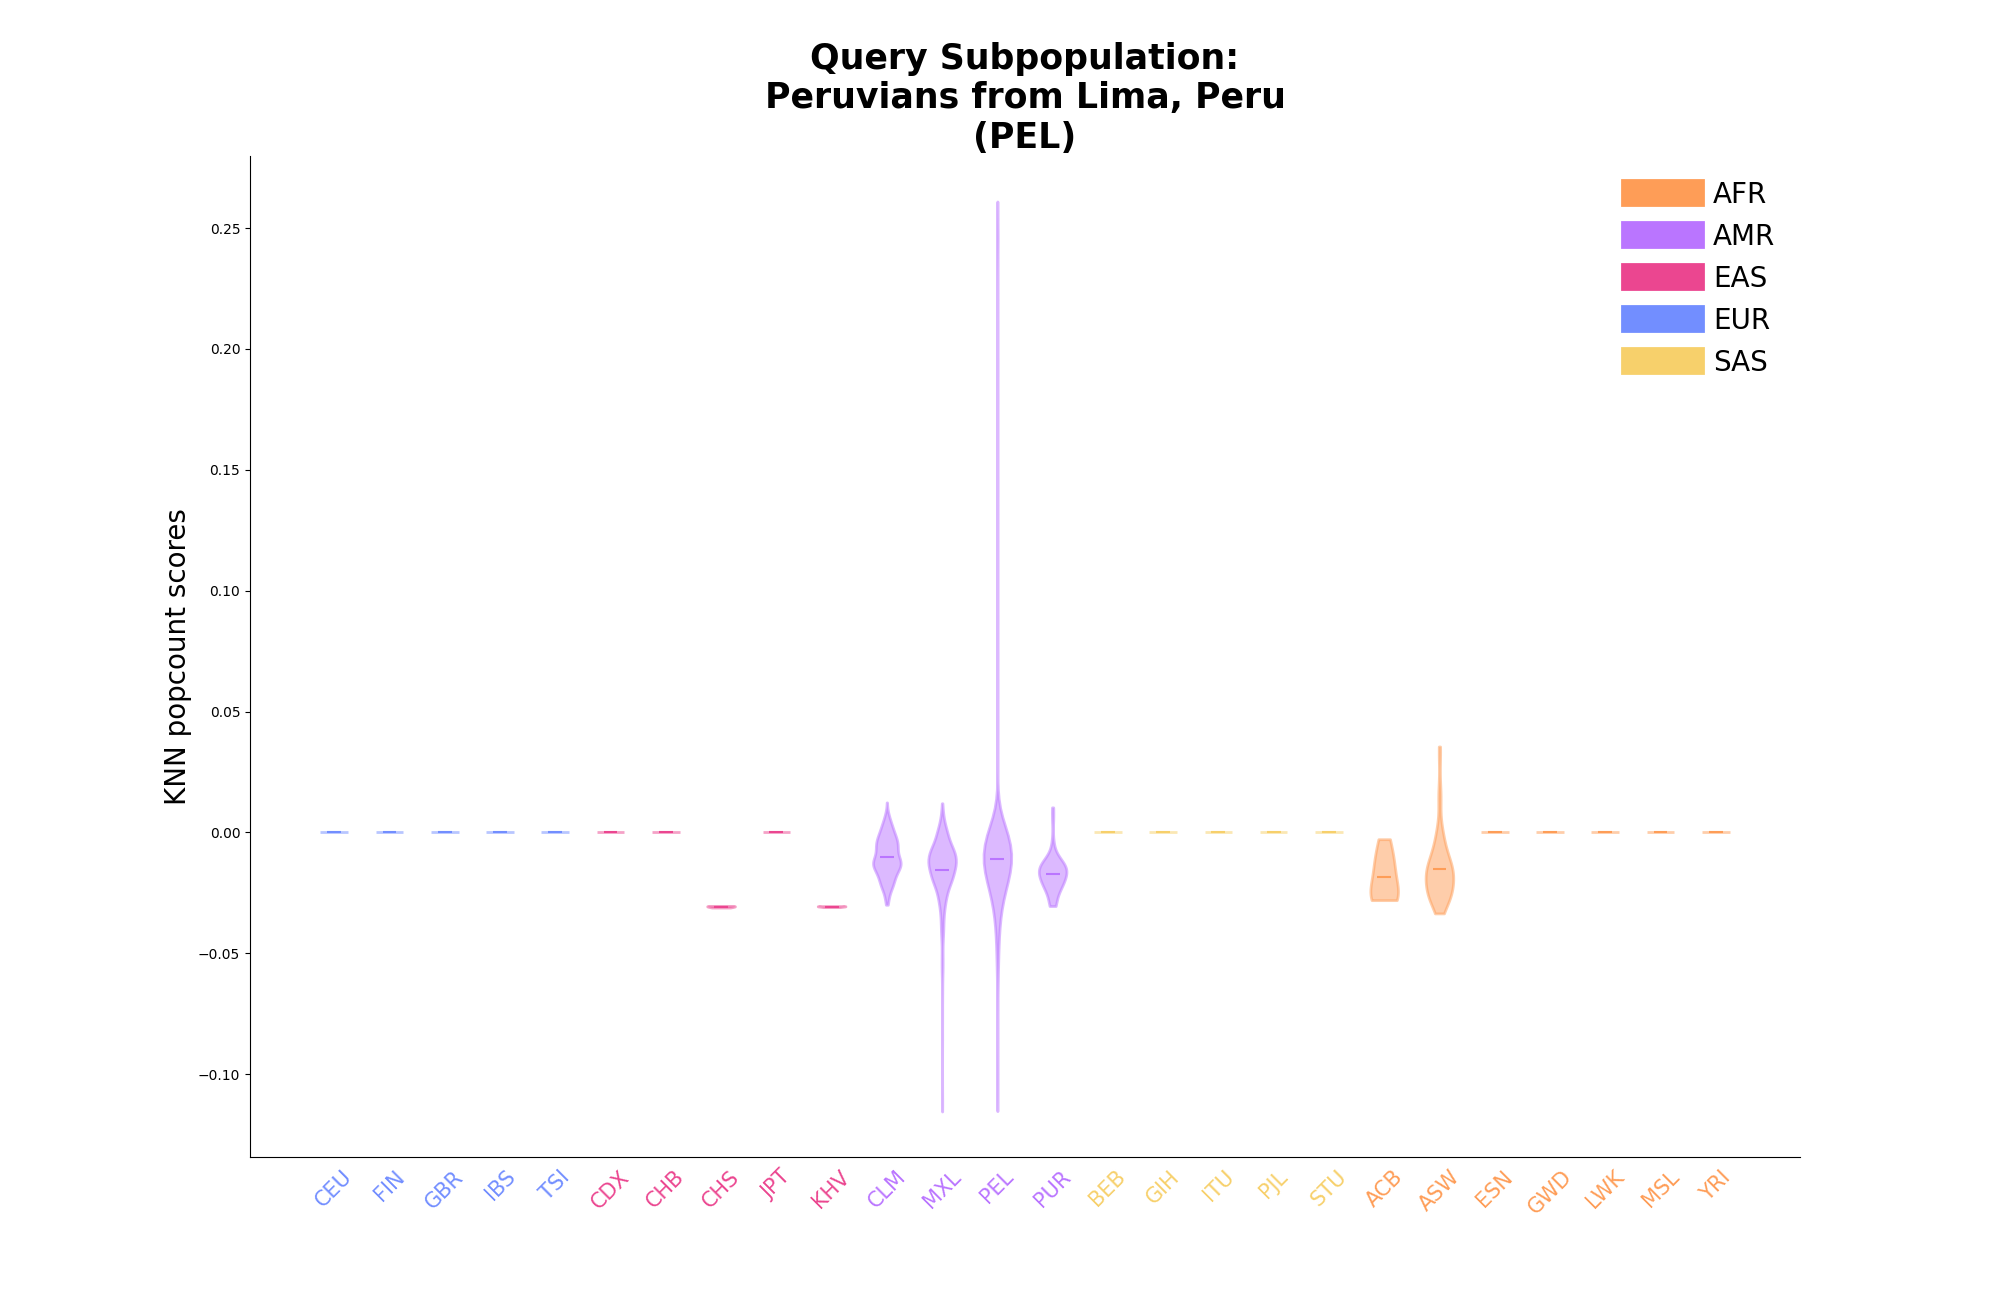 Query Subpopulation:
Peruvians from Lima, Peru
(PEL)
AFR
AMR
EAS
EUR
SAS
KNN popcount scores
0.25
0.20
0.15
0.10
0.05
0.00
−0.05
−0.10
CEU FIN GBR IBS TSI CDX CHB CHS JPT KHV CLM MXL PEL PUR BEB GIH ITU PJL STU ACB ASW ESN GWD LWK MSL YRI